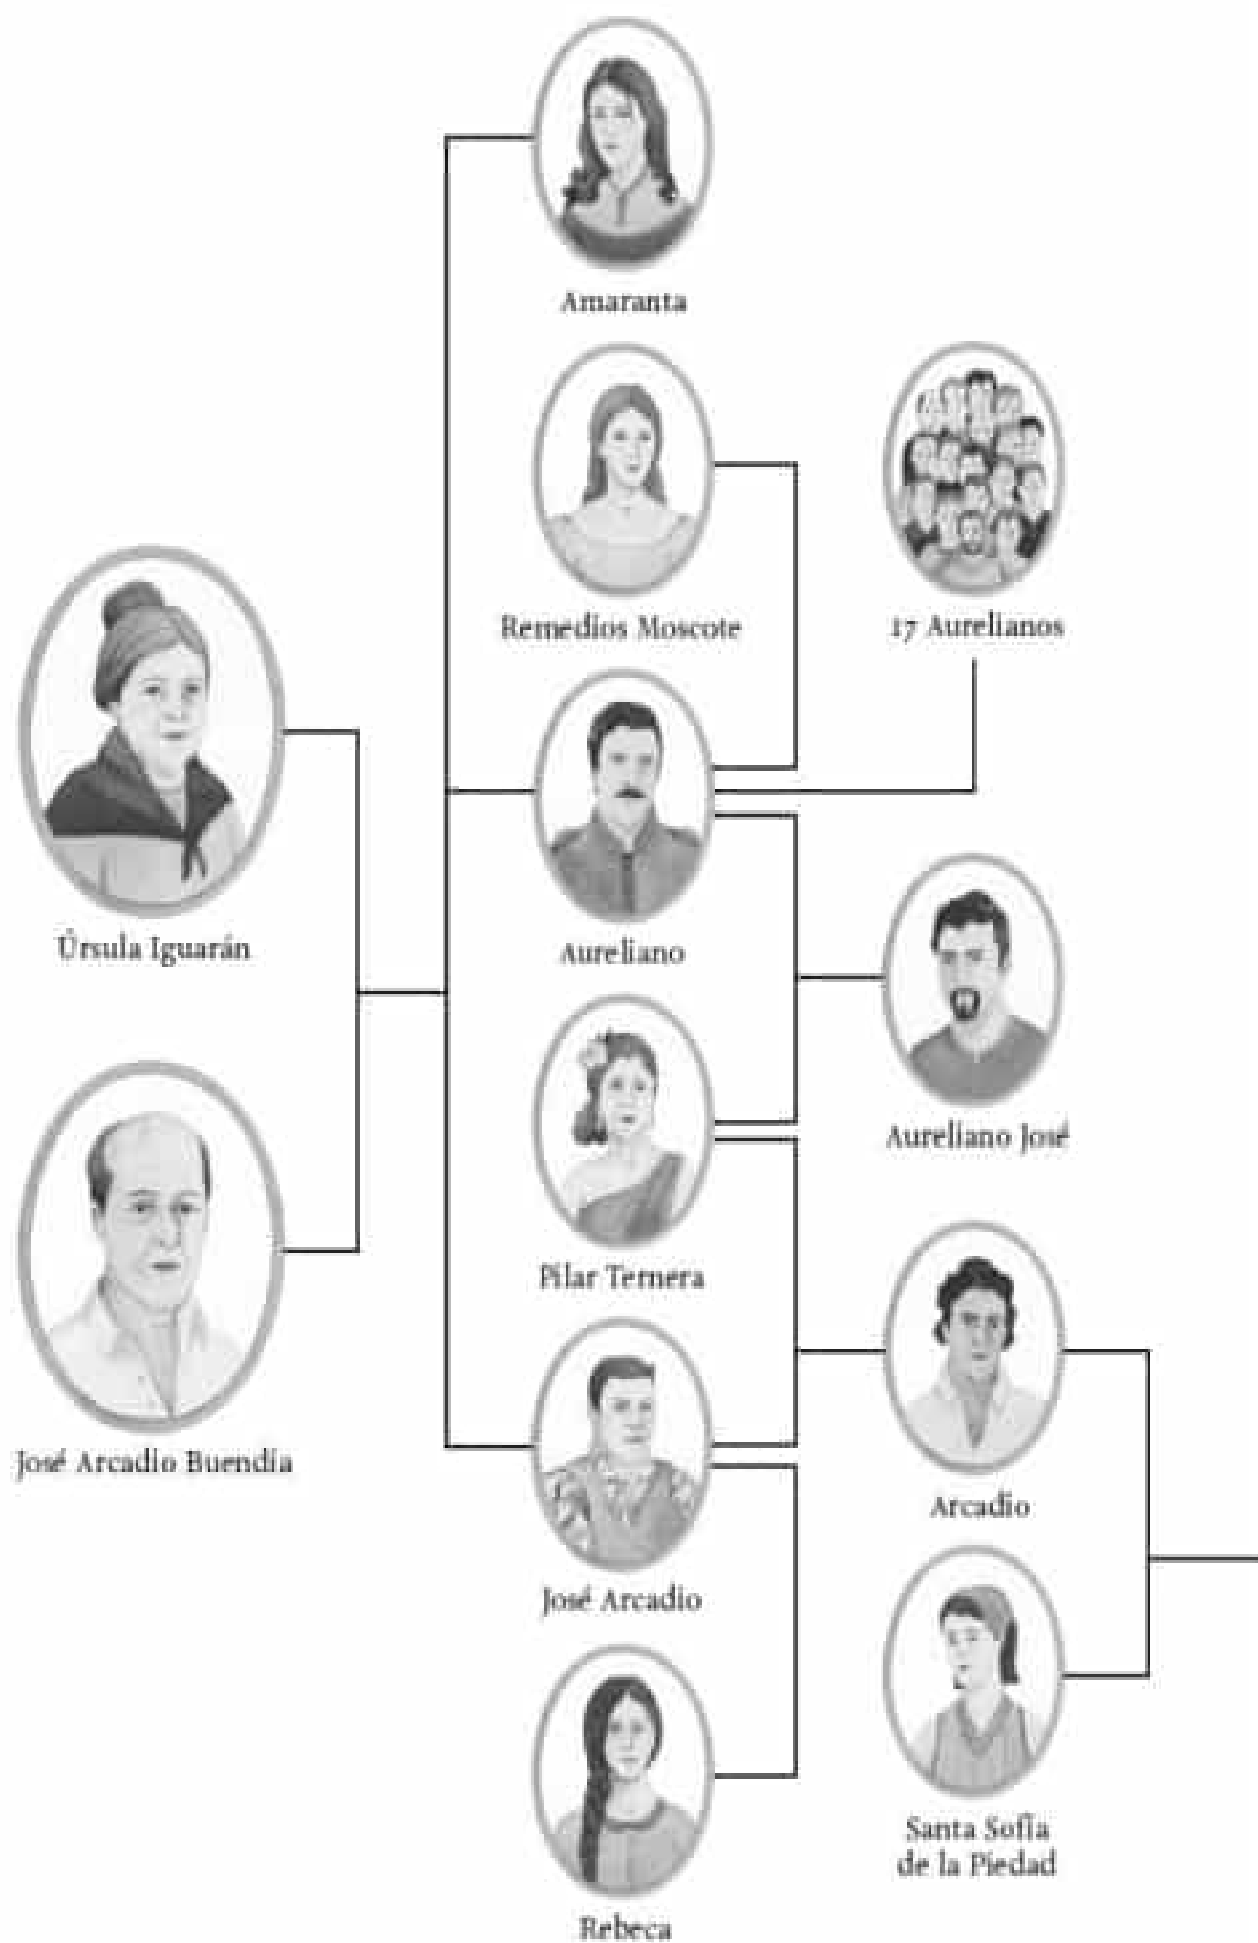 Amaranta
Remedios Moscote
17 Aurelianos
Úrsula Iguarán
Aureliano
Aureliano José
Pilar Ternera
José Arcadio Buendía
Arcadio
José Arcadio
Santa Sofía
de la Piedad
Rebeca